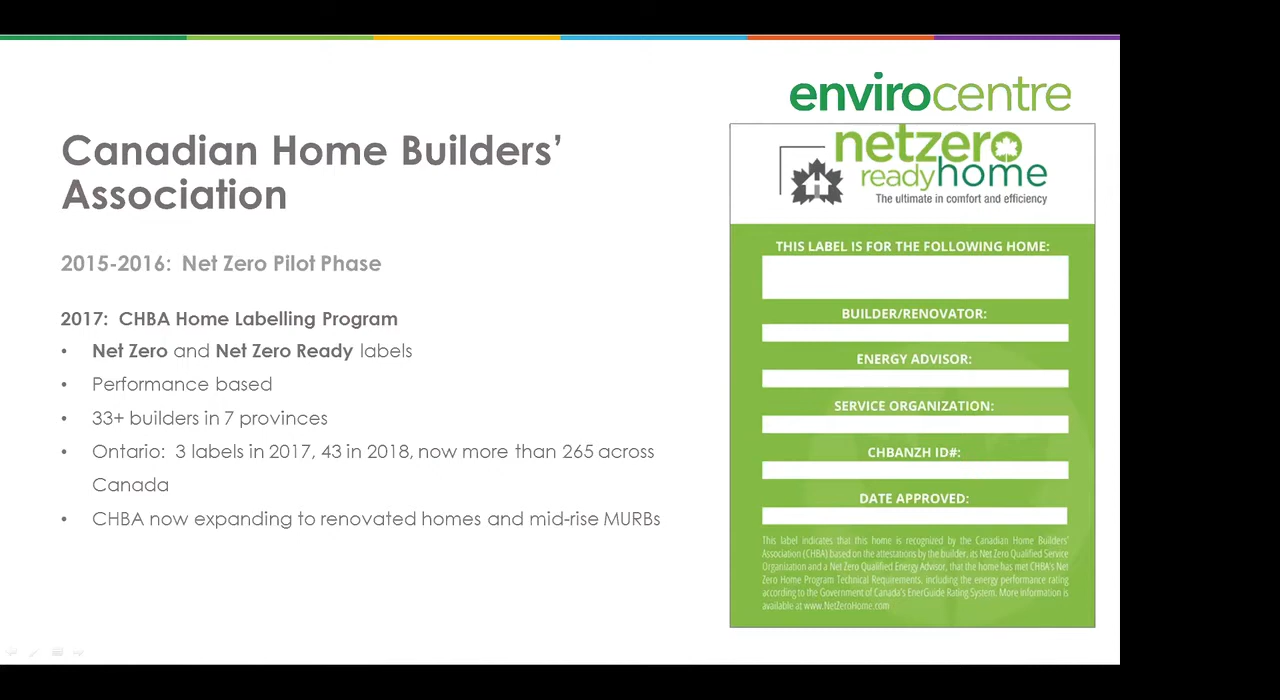 envirocentre
Canadian Home Builders’
Association
2015-2016: Net Zero Pilot Phase
2017: CHBA Home Labelling Program
• Net Zero and Net Zero Ready labels
• Performance based
• 33+ builders in 7 provinces
• Ontario: 3 labels in 2017, 43 in 2018, now more than 265 across
Canada
• CHBA now expanding to renovated homes and mid-rise MURBs
netzero
readyhome
The ultimate in comfort and efficiency
THIS LABEL IS FOR THE FOLLOWING HOME:
BUILDER/RENOVATOR:
ENERGY ADVISOR:
SERVICE ORGANIZATION:
CHBANZH ID#:
DATE APPROVED:
This label indicates that this home is recognized by the Canadian Home Builders'
Association (CHBA) based on the attestations by the builder, its Net Zero Qualified Service
Organization and a Net Zero Qualified Energy Advisor, that the home has met CHBA's Net
Zero Home Program Technical Requirements, including the energy performance rating
according to the Government of Canada's EnerGuide Rating System. More information is
available at www.NetZeroHome.com